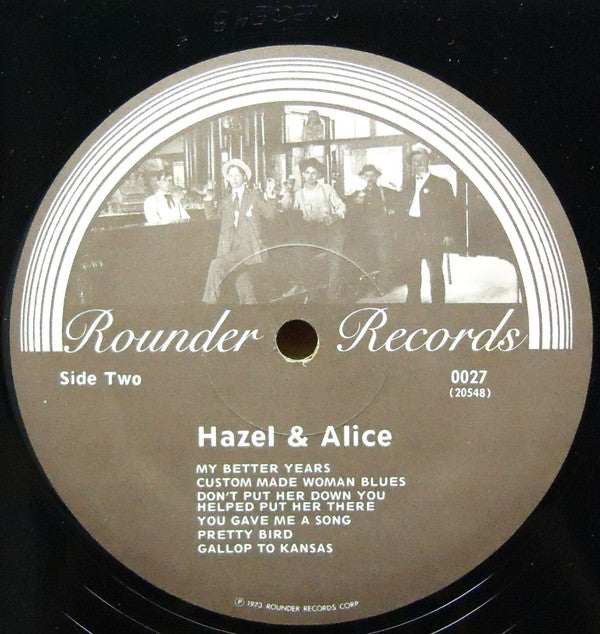 Rounder Records
Side Two
0027
(20548)
Hazel & Alice
MY BETTER YEARS
CUSTOM MADE WOMAN BLUES
DON'T PUT HER DOWN YOU
HELPED PUT HER THERE
YOU GAVE ME A SONG
PRETTY BIRD
GALLOP TO KANSAS
℗ 1973 ROUNDER RECORDS CORP